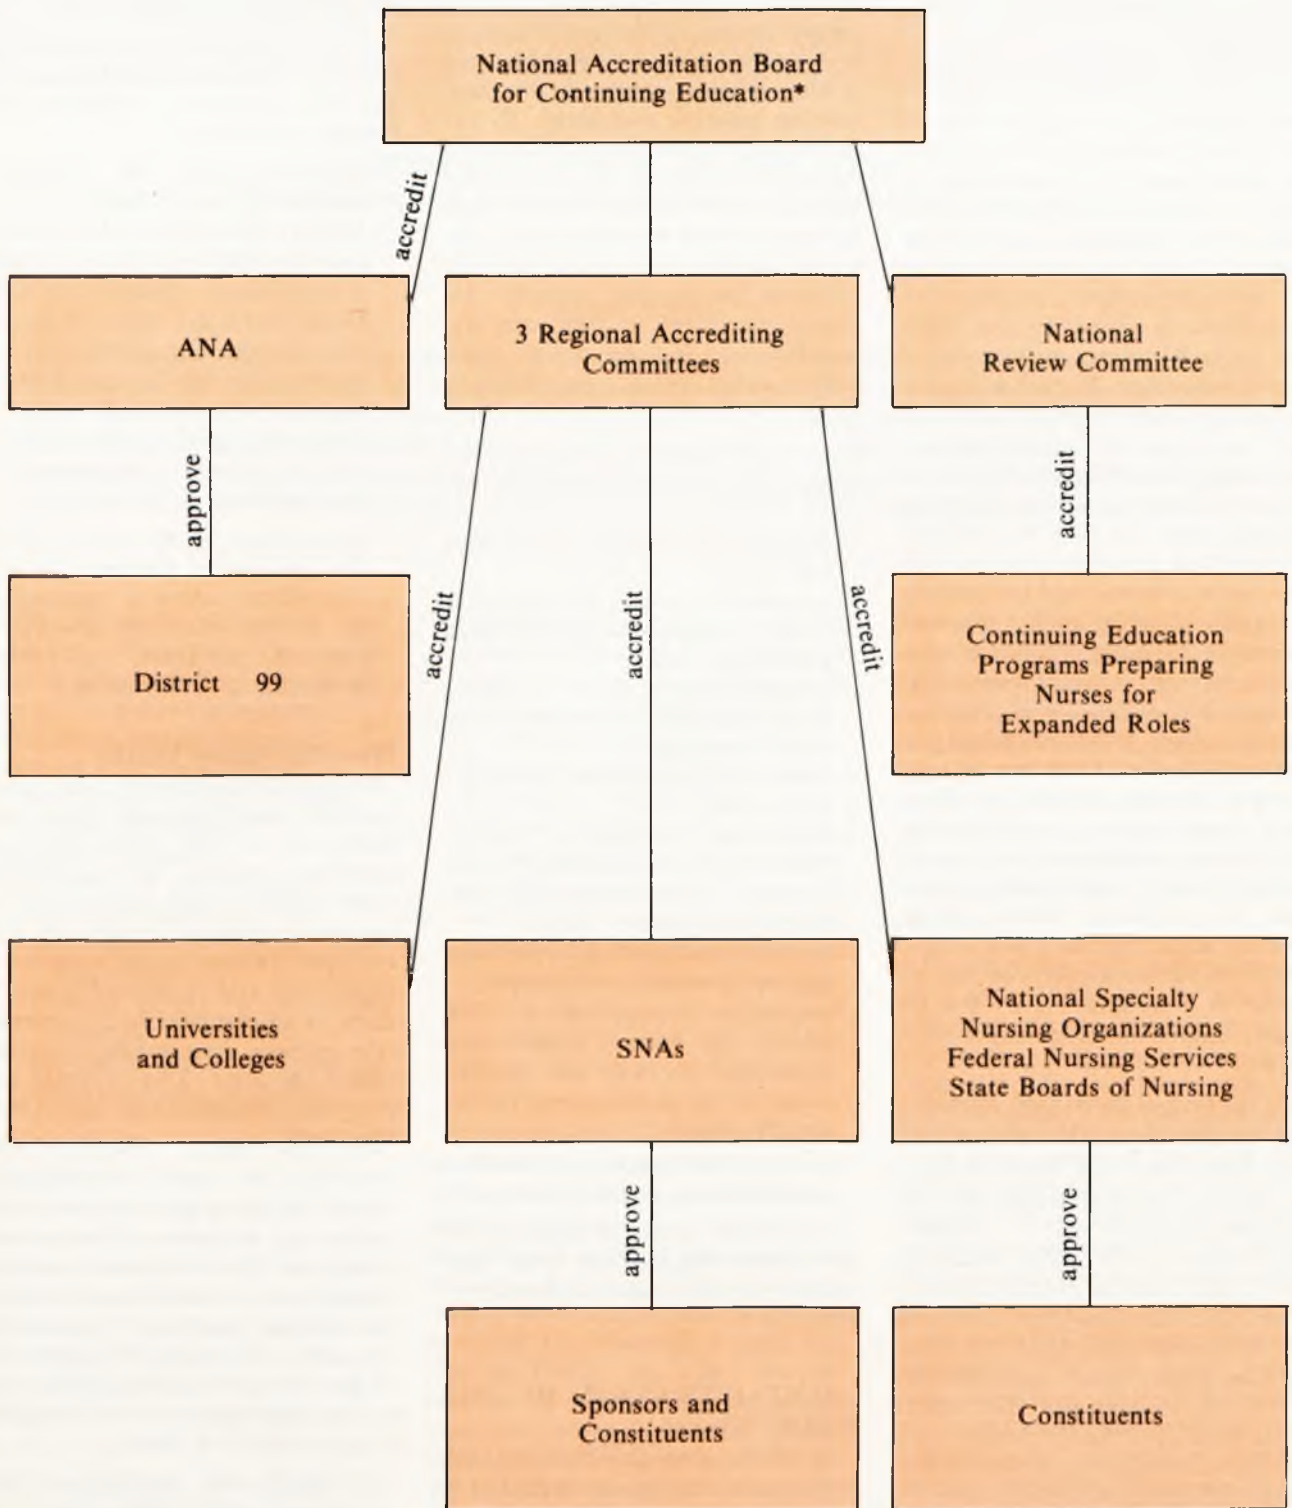 National Accreditation Board
for Continuing Education*
accredit
ANA
3 Regional Accrediting
Committees
National
Review Committee
approve
accredit
District 99
accredit
accredit
accredit
Continuing Education
Programs Preparing
Nurses for
Expanded Roles
Universities
and Colleges
SNAs
National Specialty
Nursing Organizations
Federal Nursing Services
State Boards of Nursing
approve
approve
Sponsors and
Constituents
Constituents